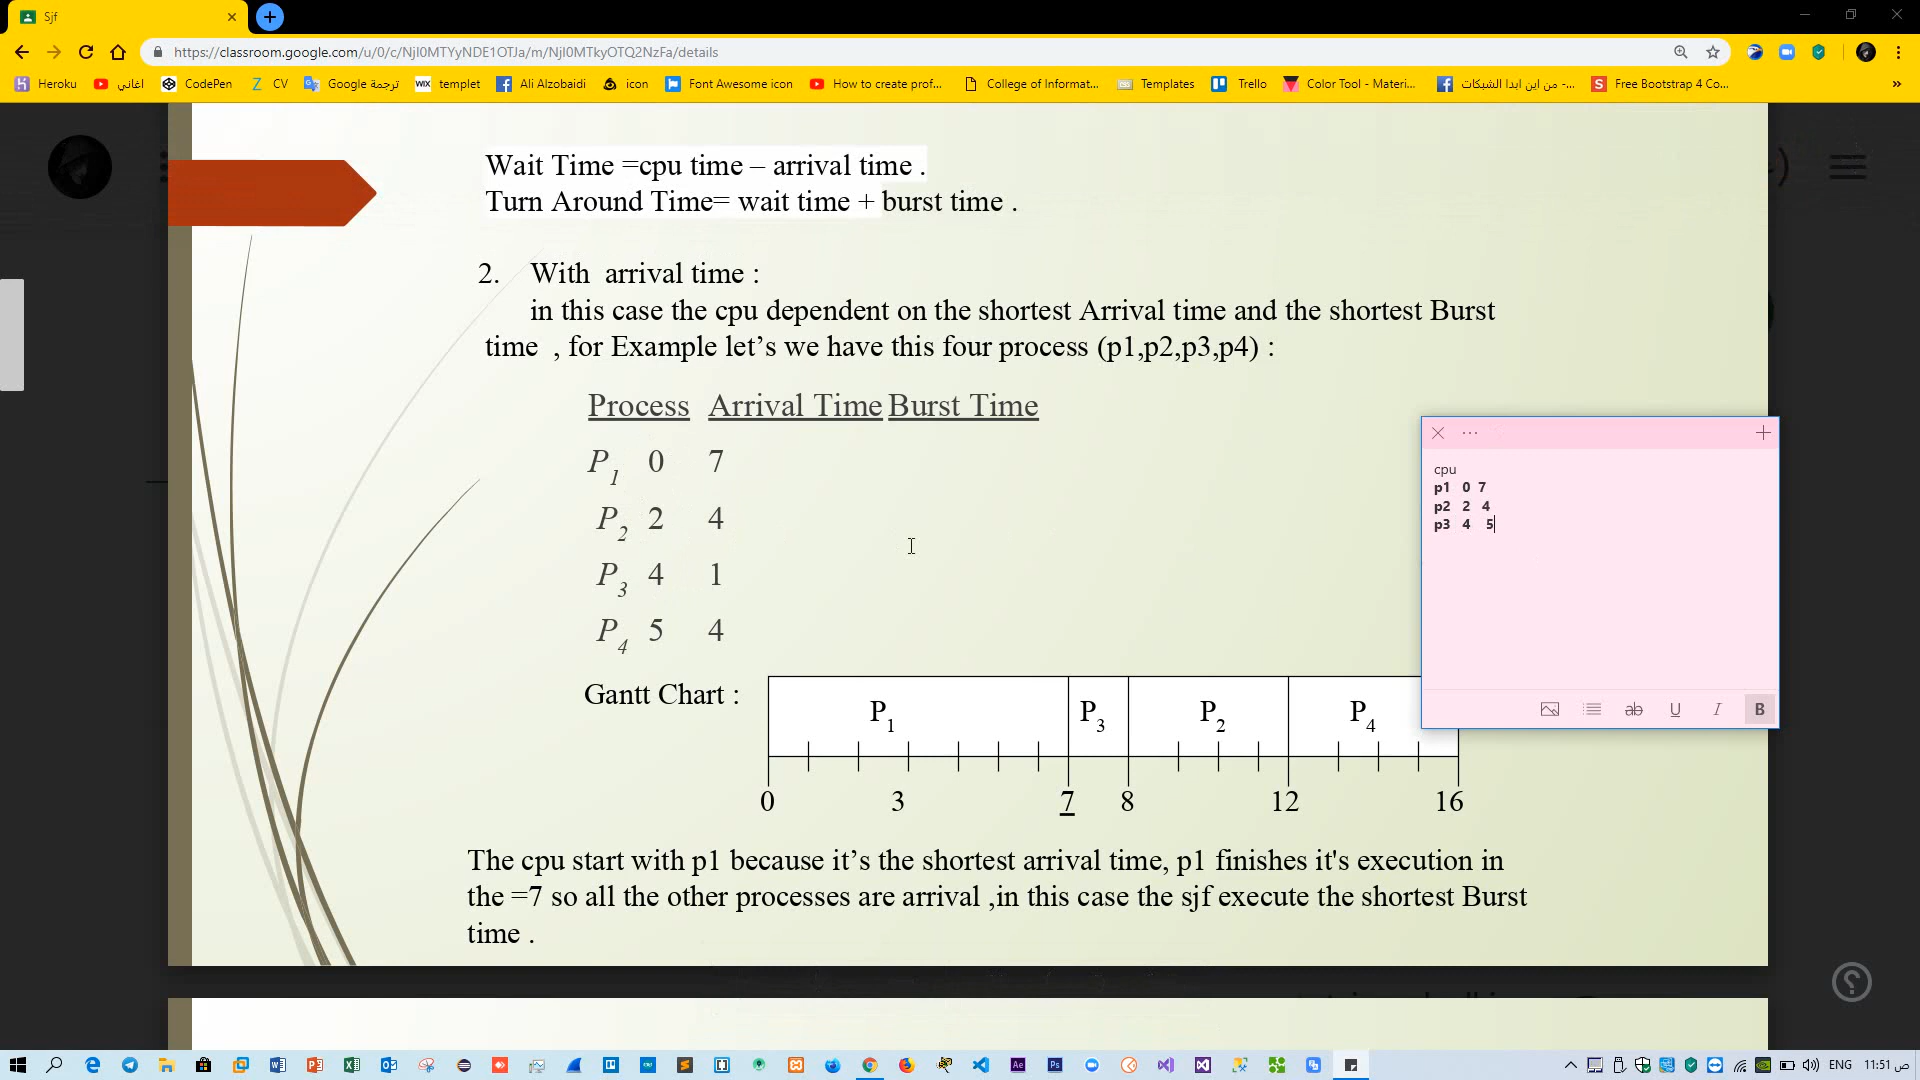 Sjf
https://classroom.google.com/u/0/c/NjI0MTYyNDE1OTJa/m/NjI0MTkyOTQ2NzFa/details
Heroku
اغاني
CodePen
CV
Google ترجمة
WIX templet
Ali Alzobaidi
icon
Font Awesome icon
How to create prof...
College of Informat...
Templates
Trello
Color Tool - Materi...
من اين ابدا الشبكات -...
Free Bootstrap 4 Co...
Wait Time =cpu time – arrival time .
Turn Around Time= wait time + burst time .
2. With arrival time :
in this case the cpu dependent on the shortest Arrival time and the shortest Burst
time , for Example let’s we have this four process (p1,p2,p3,p4) :
Process Arrival Time Burst Time
P1 0 7
P2 2 4
P3 4 1
P4 5 4
cpu
p1 0 7
p2 2 4
p3 4 5
ab U I B
Gantt Chart :
P1 P3 P2 P4
0 3 7 8 12 16
The cpu start with p1 because it’s the shortest arrival time, p1 finishes it's execution in
the =7 so all the other processes are arrival ,in this case the sjf execute the shortest Burst
time .
ENG
11:51 ص